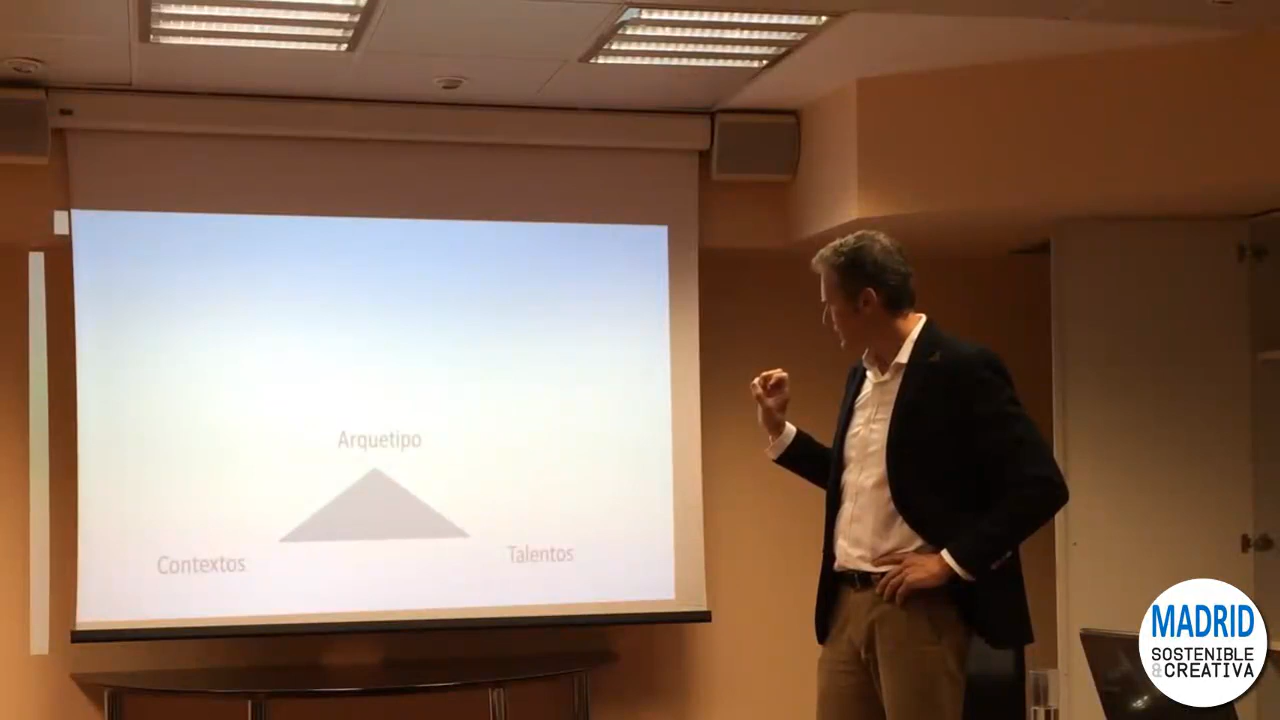 Arquetipo
Contextos
Talentos
MADRID
SOSTENIBLE
&CREATIVA